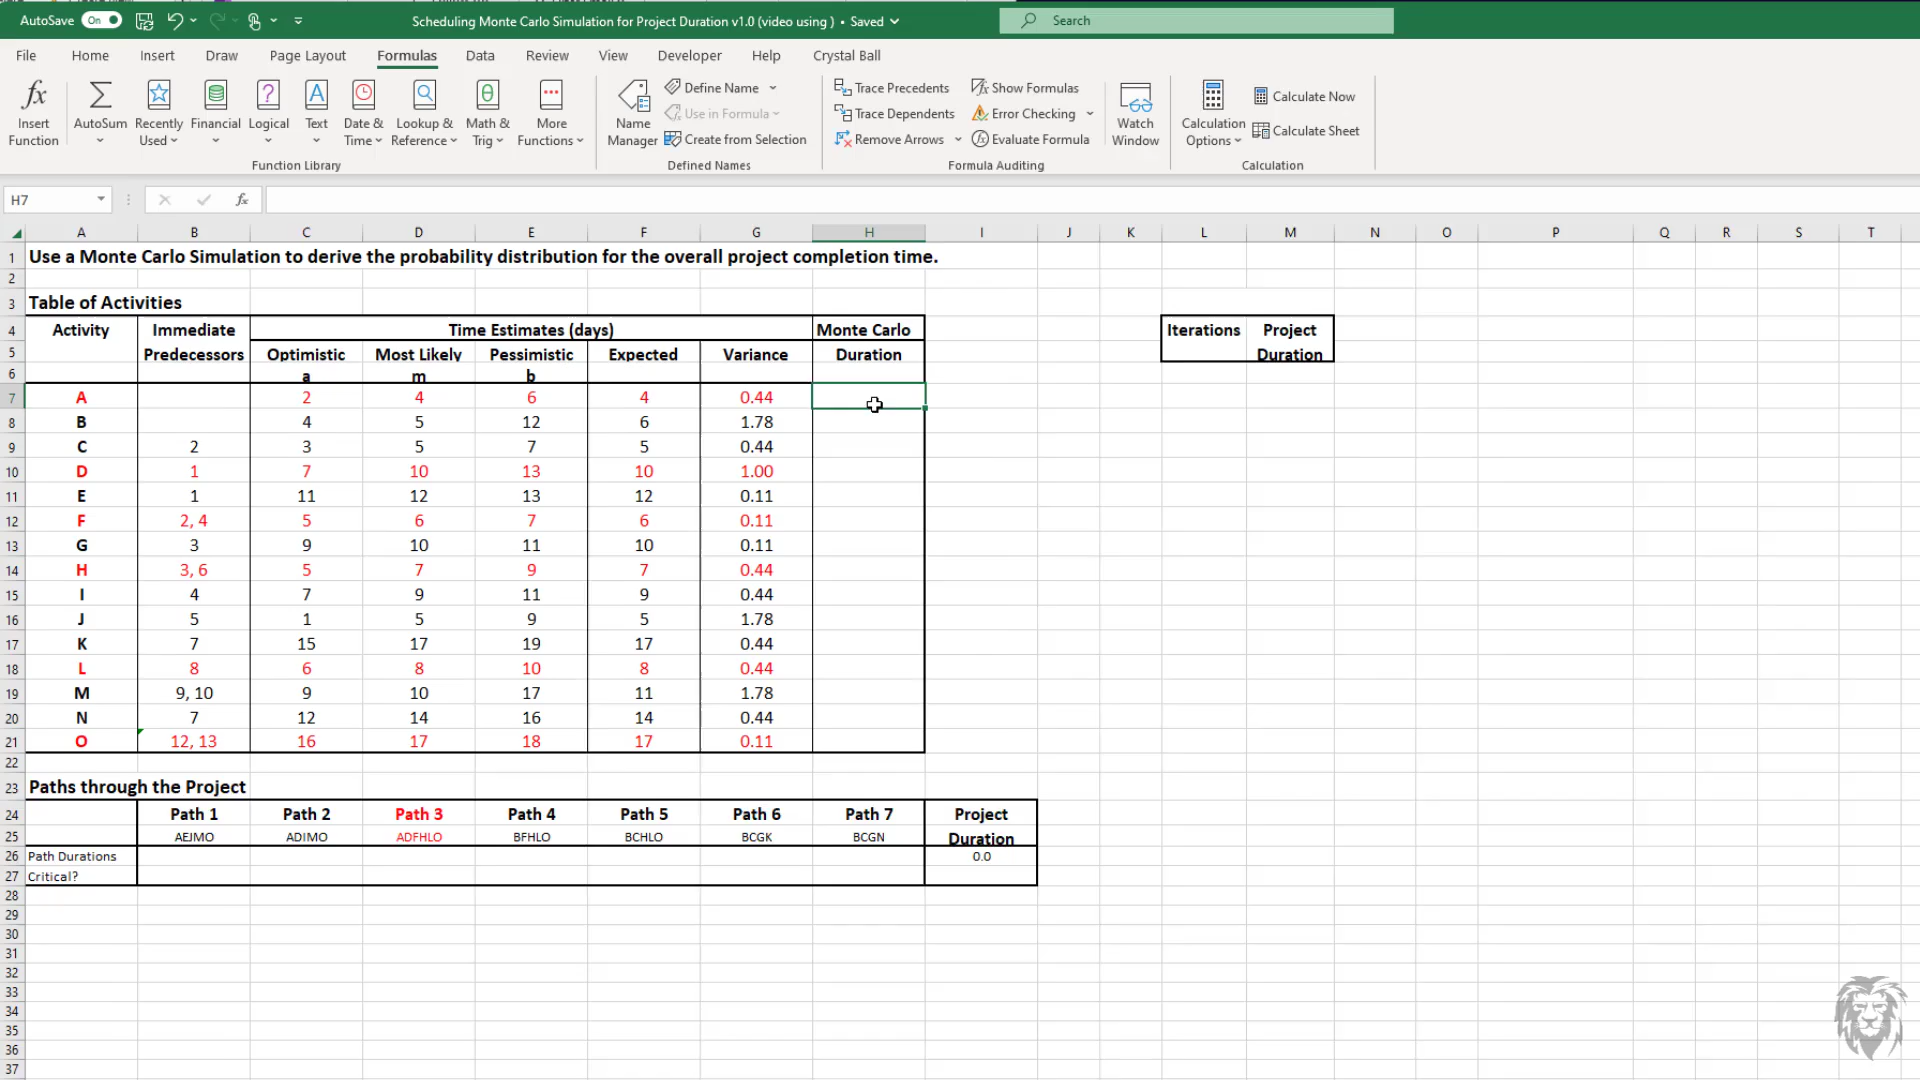 AutoSave On Scheduling Monte Carlo Simulation for Project Duration v1.0 (video using ) • Saved Search
File Home Insert Draw Page Layout Formulas Data Review View Developer Help Crystal Ball
Insert Function
AutoSum
Recently Used
Financial
Logical
Text
Date & Time
Lookup & Reference
Math & Trig
More Functions
Function Library
Name Manager
Define Name
Use in Formula
Create from Selection
Defined Names
Trace Precedents
Trace Dependents
Remove Arrows
Show Formulas
Error Checking
Evaluate Formula
Formula Auditing
Watch Window
Calculation Options
Calculate Now
Calculate Sheet
Calculation
H7 fx
A B C D E F G H I J K L M N O P Q R S T
1 Use a Monte Carlo Simulation to derive the probability distribution for the overall project completion time.
2
3 Table of Activities
4 Activity Immediate Time Estimates (days) Monte Carlo Iterations Project
5 Predecessors Optimistic Most Likely Pessimistic Expected Variance Duration Duration
6 a m b
7 A 2 4 6 4 0.44
8 B 4 5 12 6 1.78
9 C 2 3 5 7 5 0.44
10 D 1 7 10 13 10 1.00
11 E 1 11 12 13 12 0.11
12 F 2, 4 5 6 7 6 0.11
13 G 3 9 10 11 10 0.11
14 H 3, 6 5 7 9 7 0.44
15 I 4 7 9 11 9 0.44
16 J 5 1 5 9 5 1.78
17 K 7 15 17 19 17 0.44
18 L 8 6 8 10 8 0.44
19 M 9, 10 9 10 17 11 1.78
20 N 7 12 14 16 14 0.44
21 O 12, 13 16 17 18 17 0.11
22
23 Paths through the Project
24 Path 1 Path 2 Path 3 Path 4 Path 5 Path 6 Path 7 Project
25 AEJMO ADIMO ADFHLO BFHLO BCHLO BCGK BCGN Duration
26 Path Durations 0.0
27 Critical?
28
29
30
31
32
33
34
35
36
37